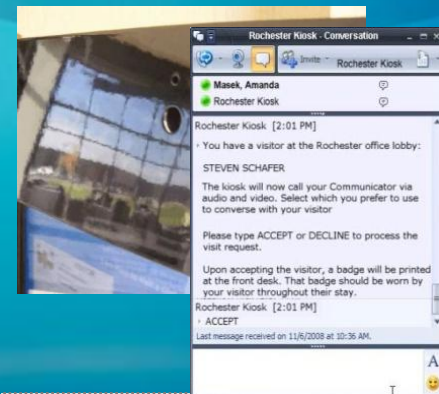 Rochester Kiosk - Conversation
Invite
Rochester Kiosk
Masek, Amanda
Rochester Kiosk
Rochester Kiosk [2:01 PM]
You have a visitor at the Rochester office lobby:
STEVEN SCHAFER
The kiosk will now call your Communicator via
audio and video. Select which you prefer to use
to converse with your visitor
Please type ACCEPT or DECLINE to process the
visit request.
Upon accepting the visitor, a badge will be printed
at the front desk. That badge should be worn by
your visitor throughout their stay.
Rochester Kiosk [2:01 PM]
ACCEPT
Last message received on 11/6/2008 at 10:36 AM.
A